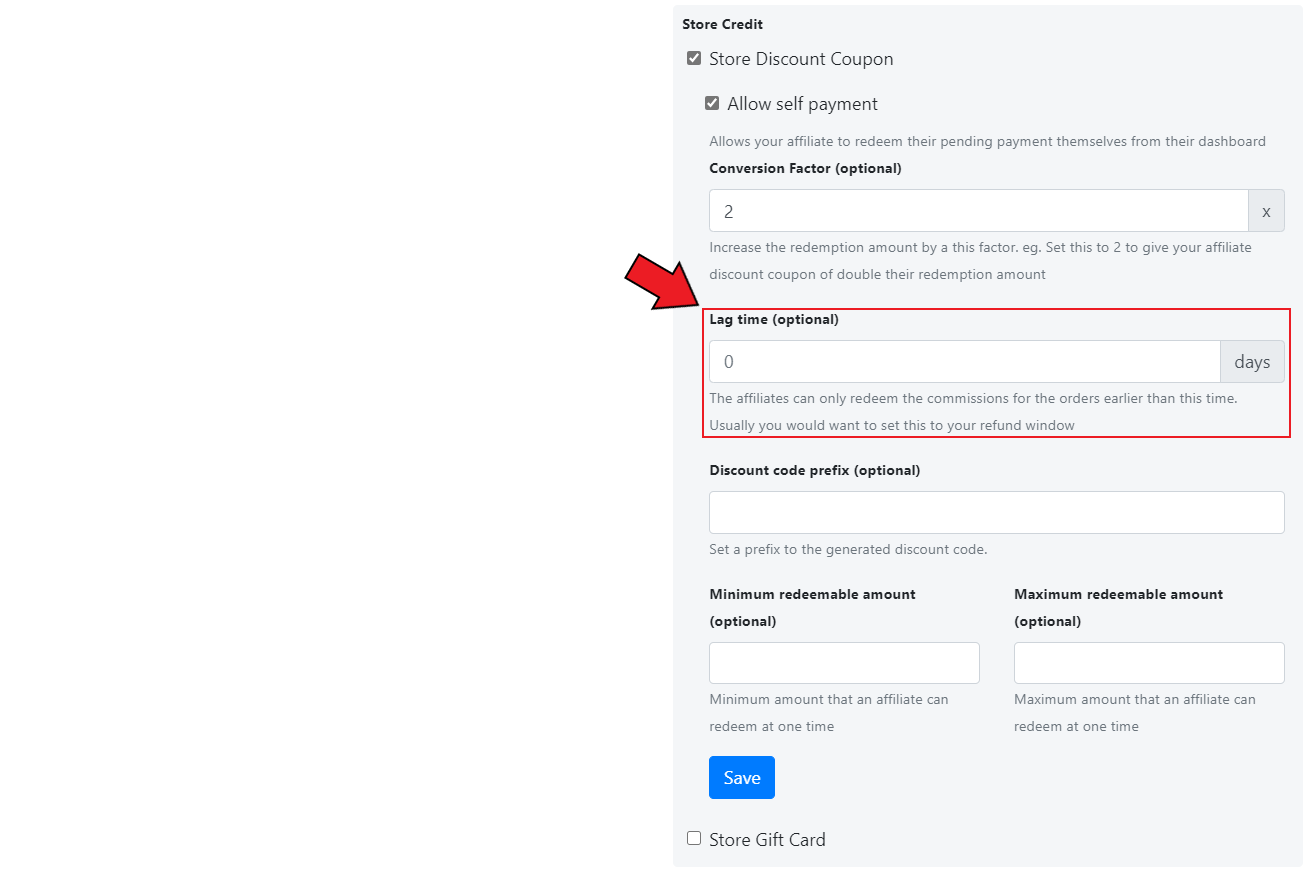 Store Credit
Store Discount Coupon
Allow self payment
Allows your affiliate to redeem their pending payment themselves from their dashboard
Conversion Factor (optional)
2 x
Increase the redemption amount by a this factor. eg. Set this to 2 to give your affiliate
discount coupon of double their redemption amount
Lag time (optional)
0 days
The affiliates can only redeem the commissions for the orders earlier than this time.
Usually you would want to set this to your refund window
Discount code prefix (optional)
Set a prefix to the generated discount code.
Minimum redeemable amount
(optional)
Minimum amount that an affiliate can
redeem at one time
Maximum redeemable amount
(optional)
Maximum amount that an affiliate can
redeem at one time
Save
Store Gift Card